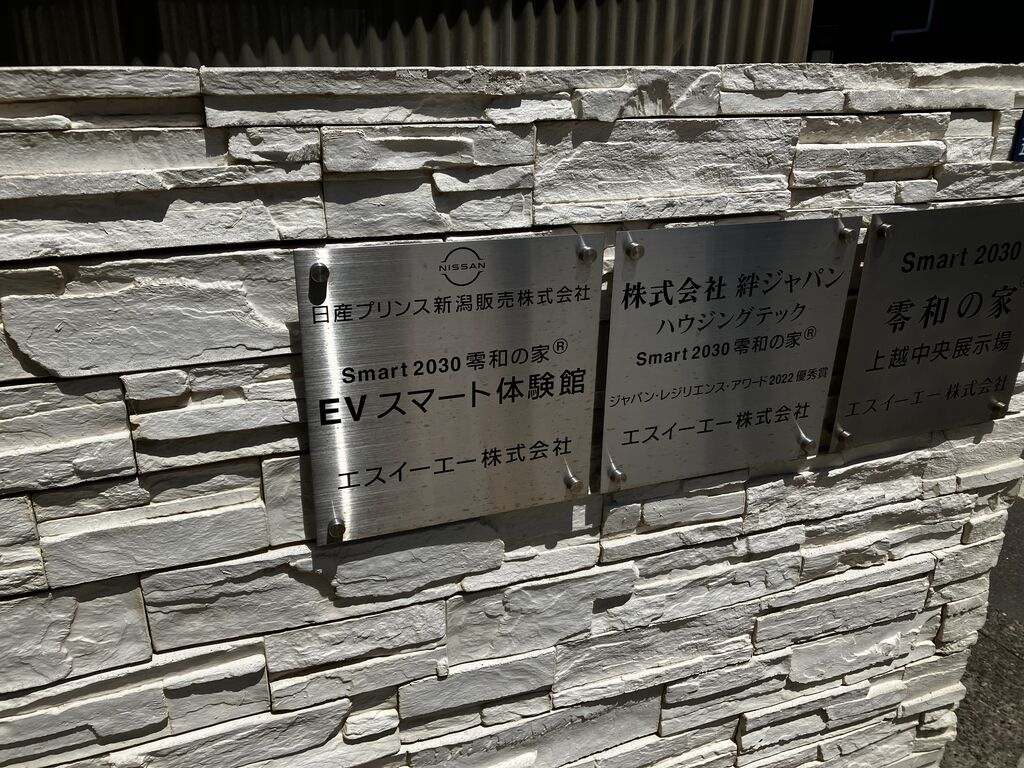 NISSAN
日産プリンス新潟販売株式会社
Smart 2030 零和の家®
EV スマート体験館
エスイーエー株式会社
株式会社 絆ジャパン
ハウジングテック
Smart 2030 零和の家®
ジャパン・レジリエンス・アワード2022 優秀賞
エスイーエー株式会社
Smart 2030
零和の家
上越中央展示場
エスイーエー株式会社